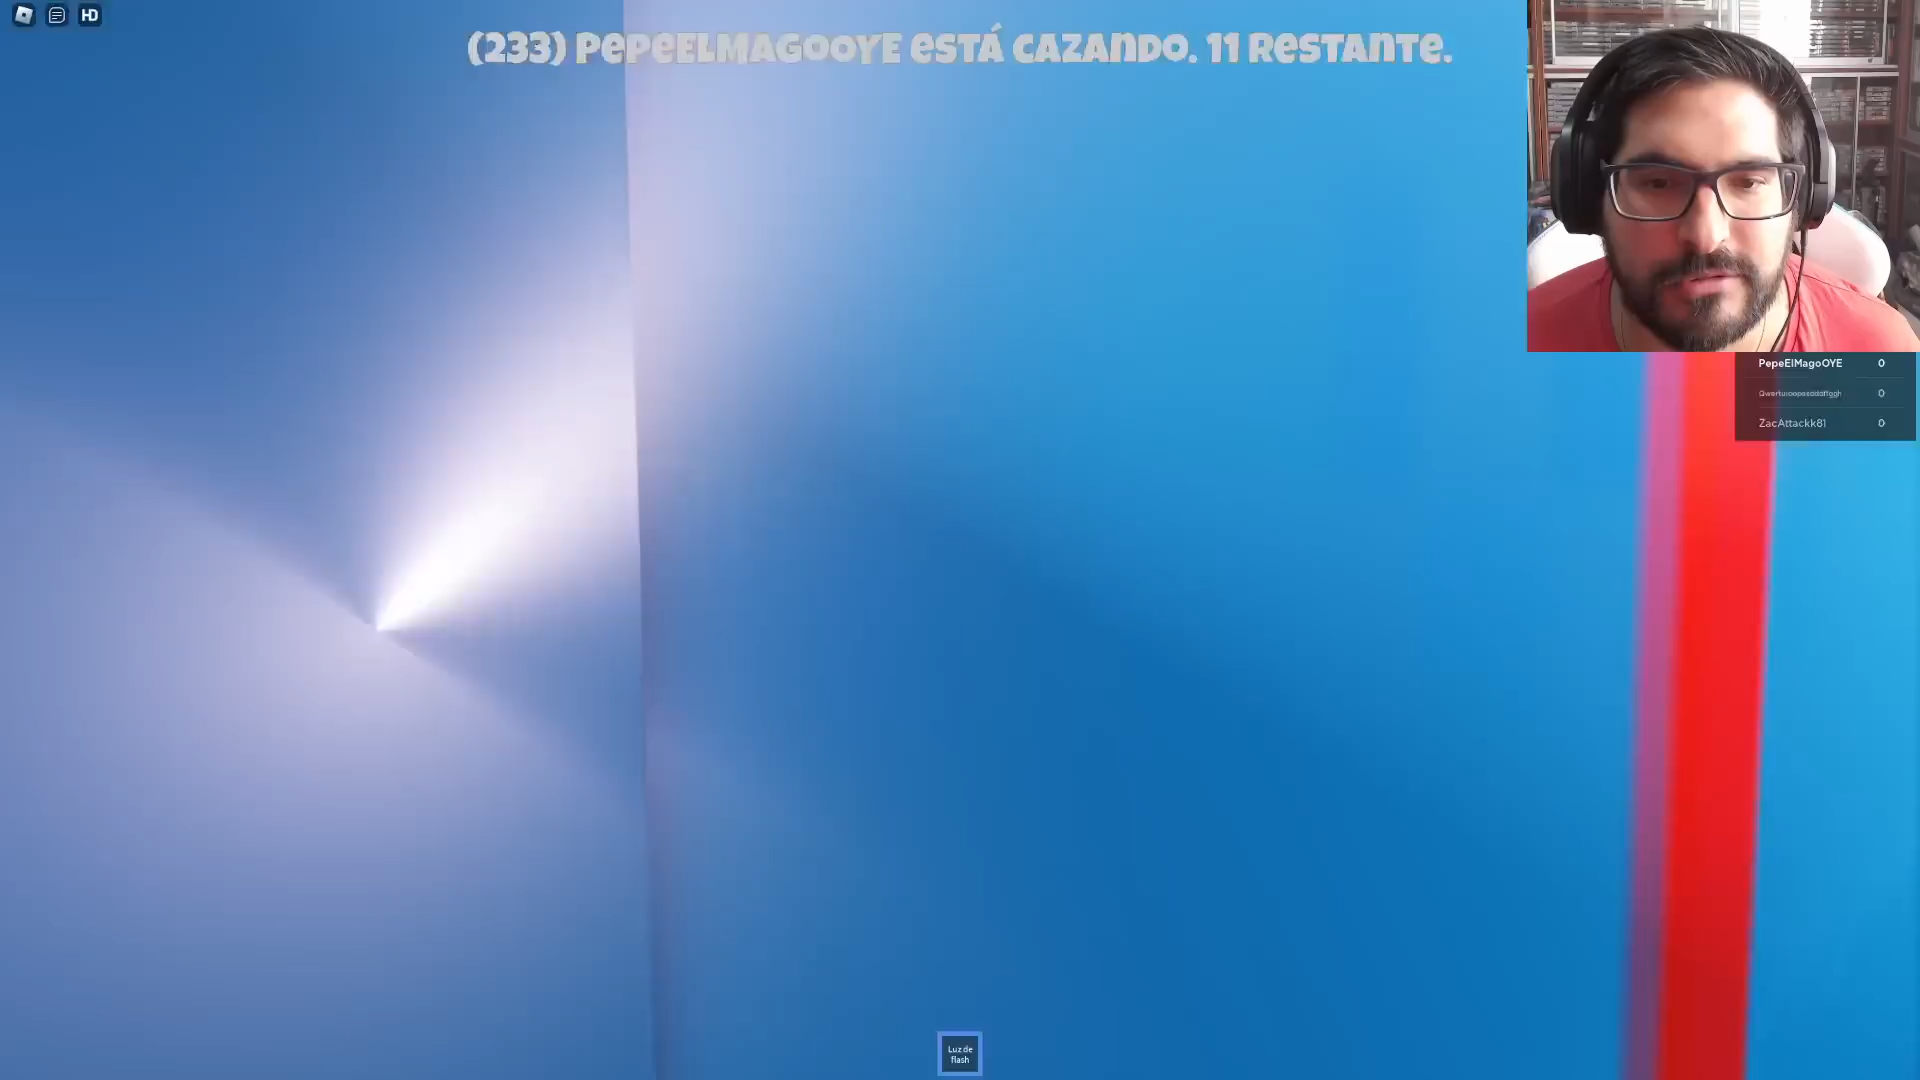 HD
(233) PepeElMagoOYE está cazando. 11 Restante.
PepeElMagoOYE 0
0
ZacAttackk81 0
Luz de
flash